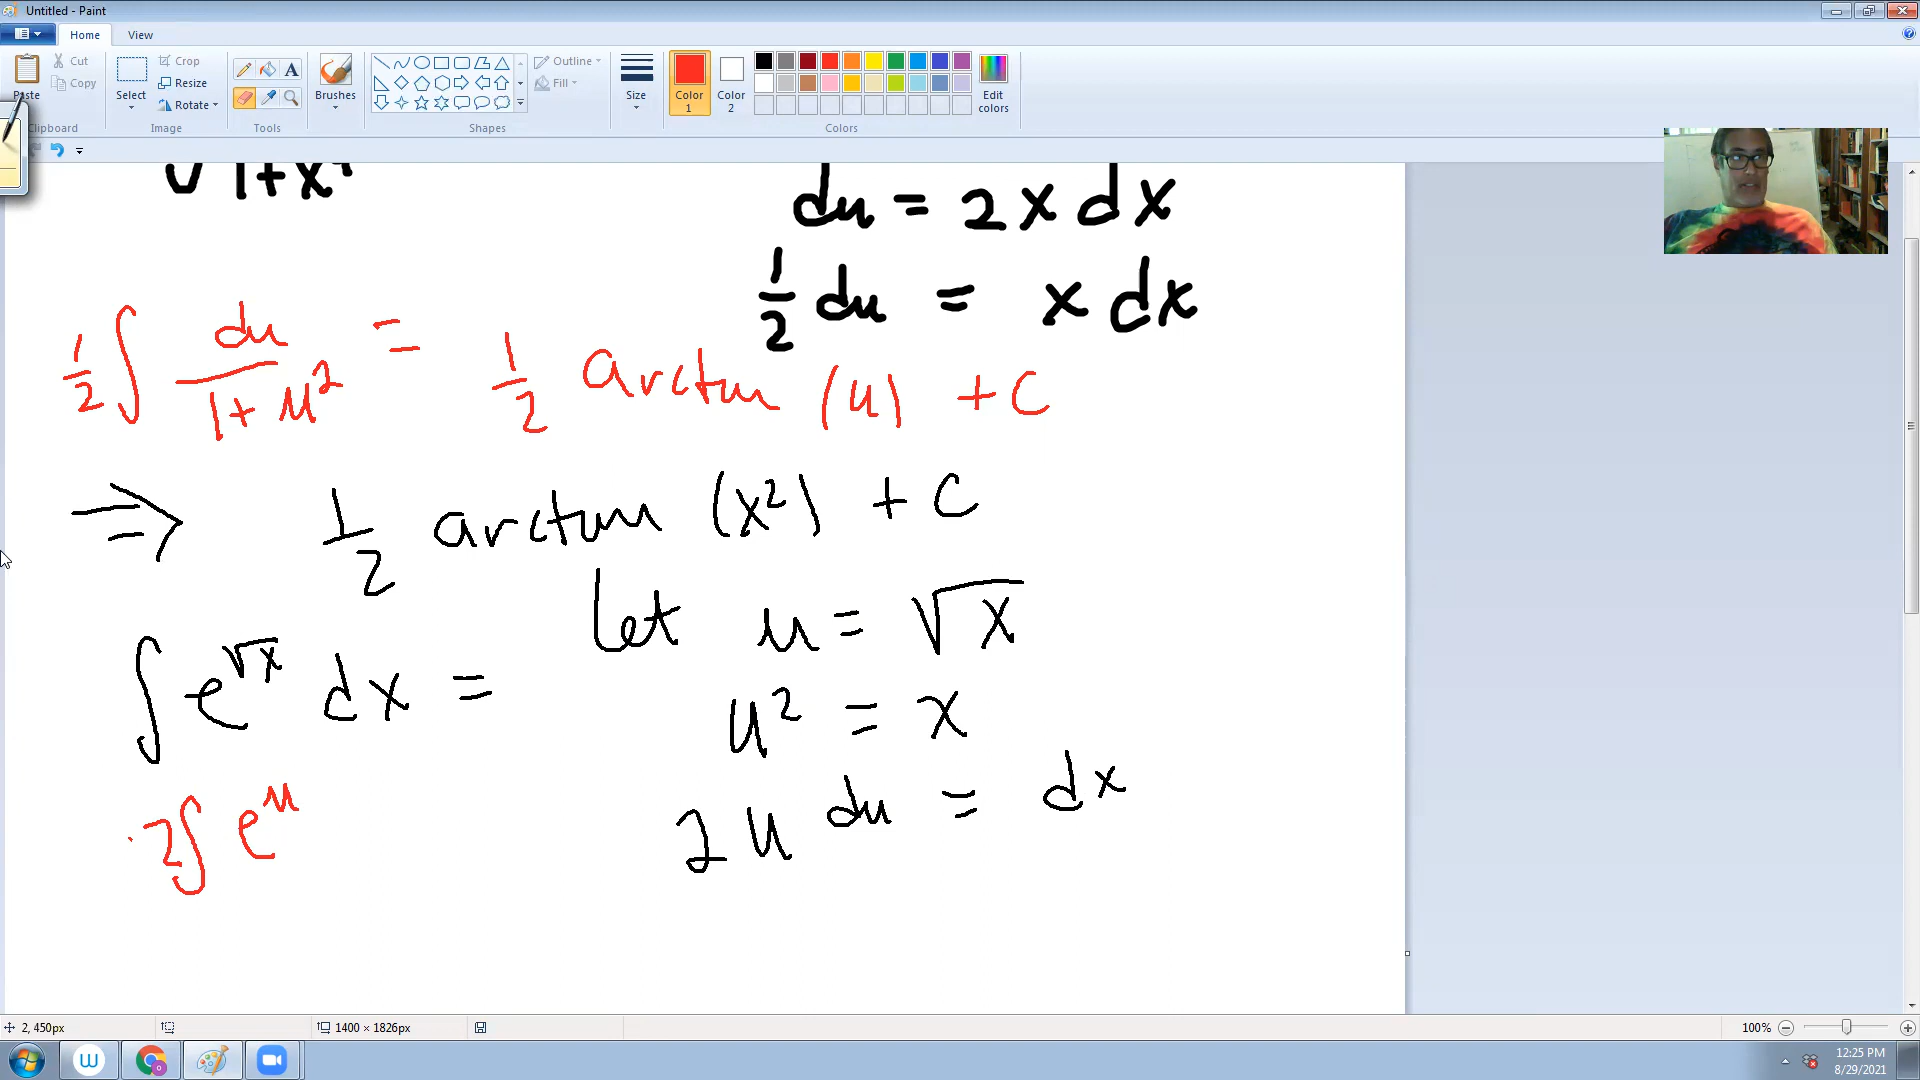 Untitled - Paint
Home View
Paste Cut Copy Clipboard
Select Crop Resize Rotate Image
Tools
Brushes
Outline Fill Shapes
Size
Color 1 Color 2 Edit colors Colors
√1+x⁴
du = 2x dx
1/2 du = x dx
1/2 ∫ du/(1+u²) = 1/2 arctan (u) + C
⇒ 1/2 arctan (x²) + C
let u = √x
∫ e^√x dx =
u² = x
2u du = dx
2∫ e^u
2, 450px 1400 × 1826px 100%
12:25 PM
8/29/2021